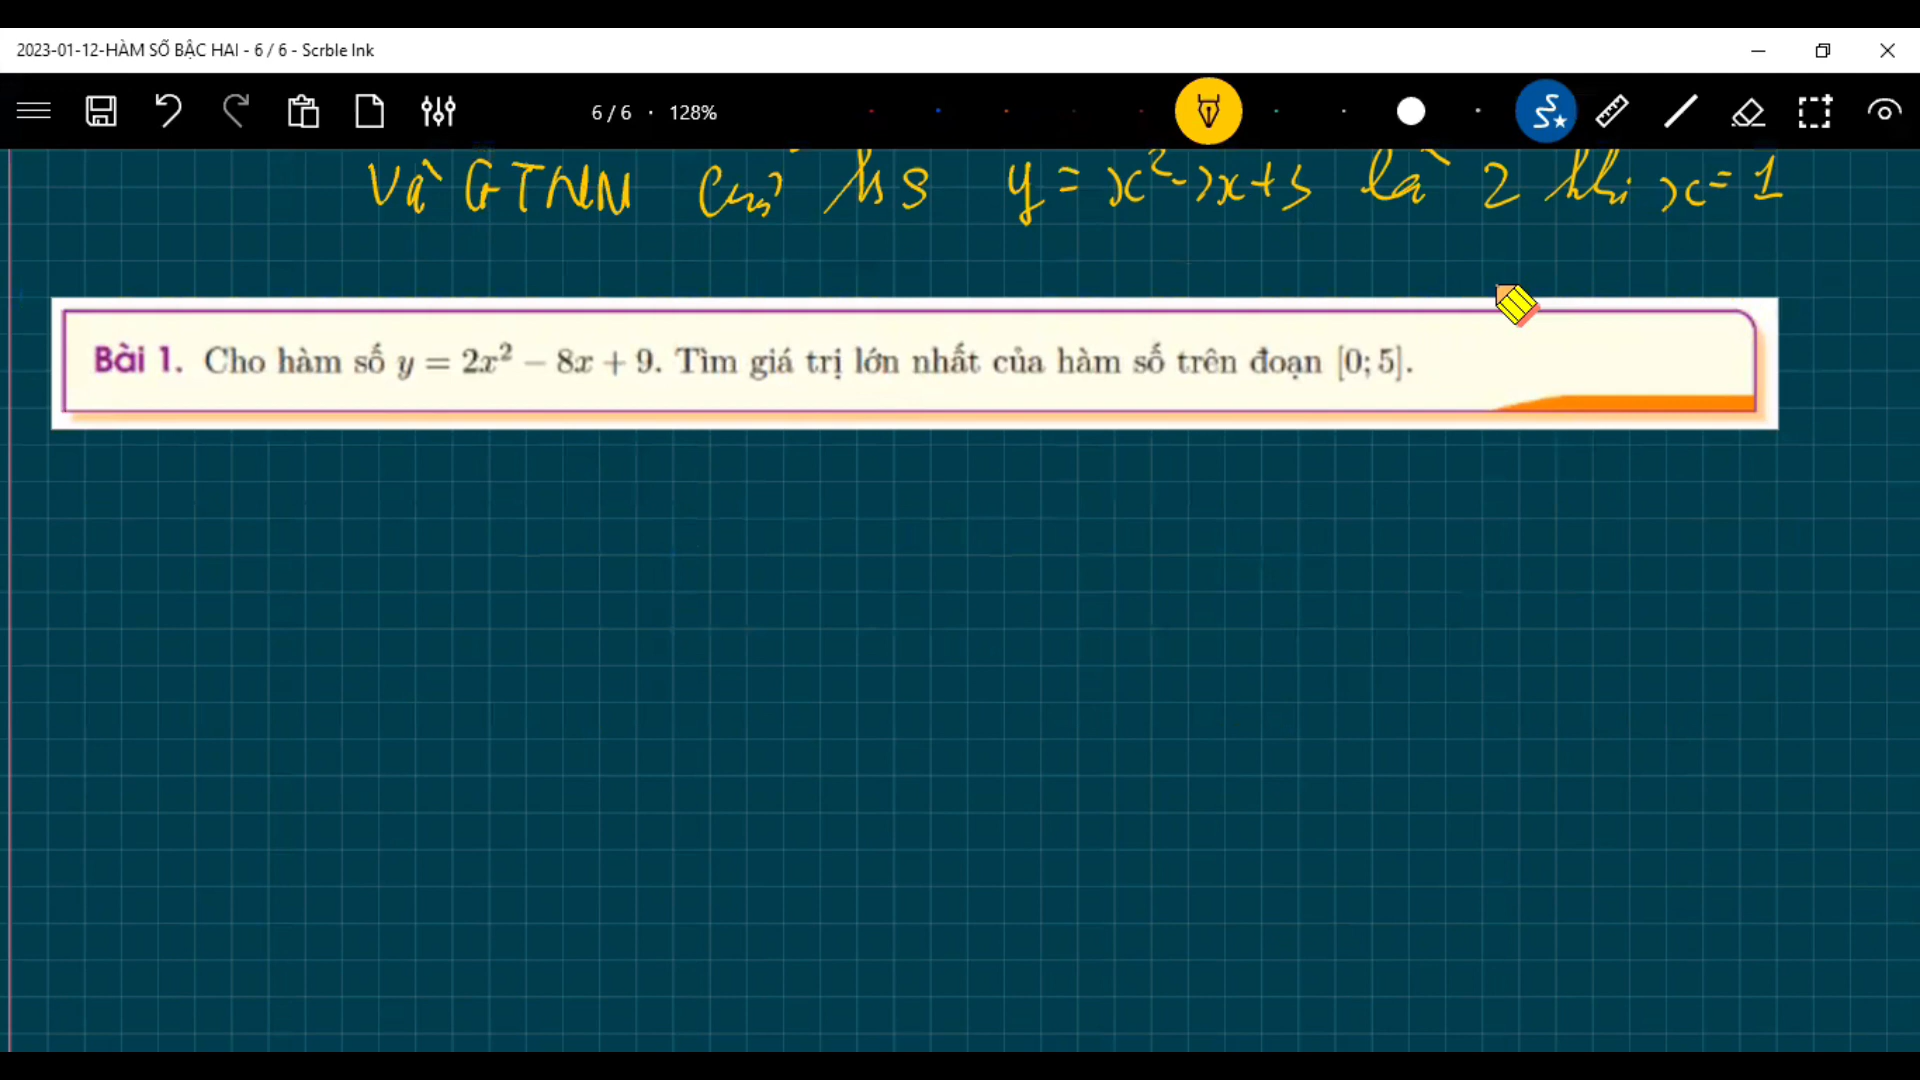 2023-01-12-HÀM SỐ BẬC HAI - 6 / 6 - Scrble Ink
6 / 6 · 128%
Và GTNN của hs y = x² - 2x + 3 là 2 khi x = 1
Bài 1. Cho hàm số y = 2x² − 8x + 9. Tìm giá trị lớn nhất của hàm số trên đoạn [0; 5].